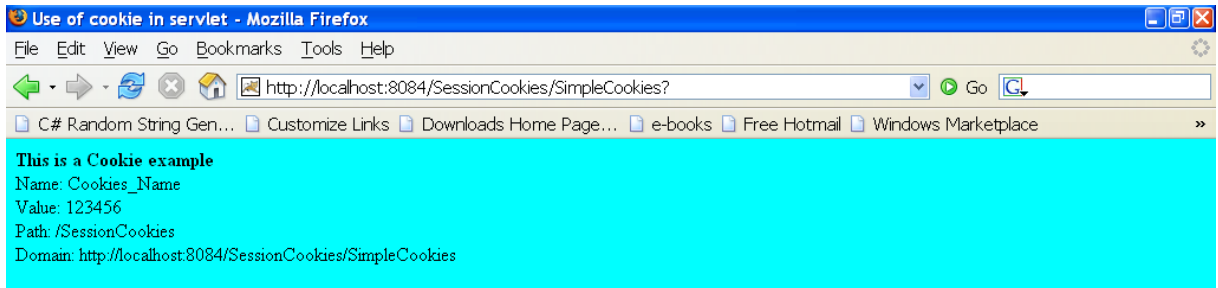 Use of cookie in servlet - Mozilla Firefox
File Edit View Go Bookmarks Tools Help
http://localhost:8084/SessionCookies/SimpleCookies? Go G
C# Random String Gen... Customize Links Downloads Home Page... e-books Free Hotmail Windows Marketplace »
This is a Cookie example
Name: Cookies_Name
Value: 123456
Path: /SessionCookies
Domain: http://localhost:8084/SessionCookies/SimpleCookies